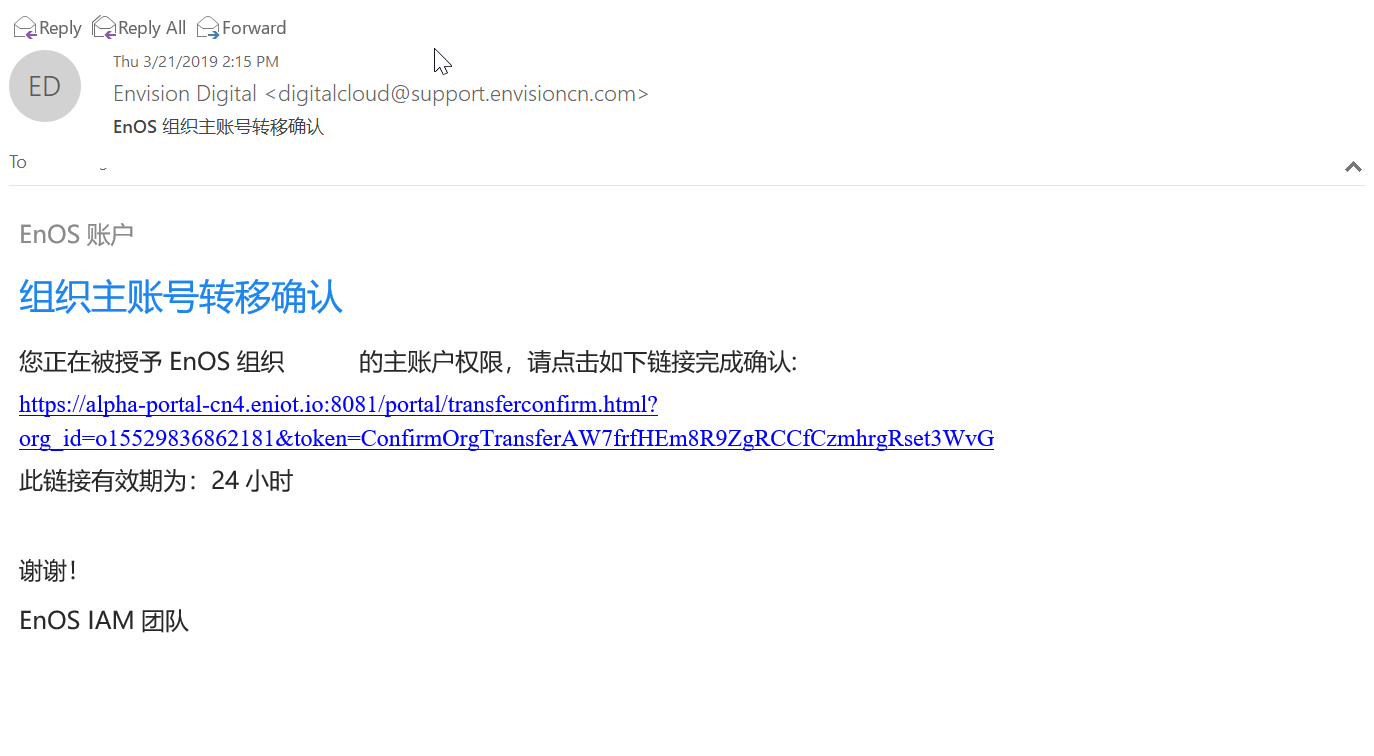 Reply Reply All Forward
ED
Thu 3/21/2019 2:15 PM
Envision Digital <digitalcloud@support.envisioncn.com>
EnOS 组织主账号转移确认
To
EnOS 账户
组织主账号转移确认
您正在被授予 EnOS 组织 的主账户权限，请点击如下链接完成确认:
https://alpha-portal-cn4.eniot.io:8081/portal/transferconfirm.html?
org_id=o15529836862181&token=ConfirmOrgTransferAW7frfHEm8R9ZgRCCfCzmhrgRset3WvG
此链接有效期为：24 小时
谢谢！
EnOS IAM 团队